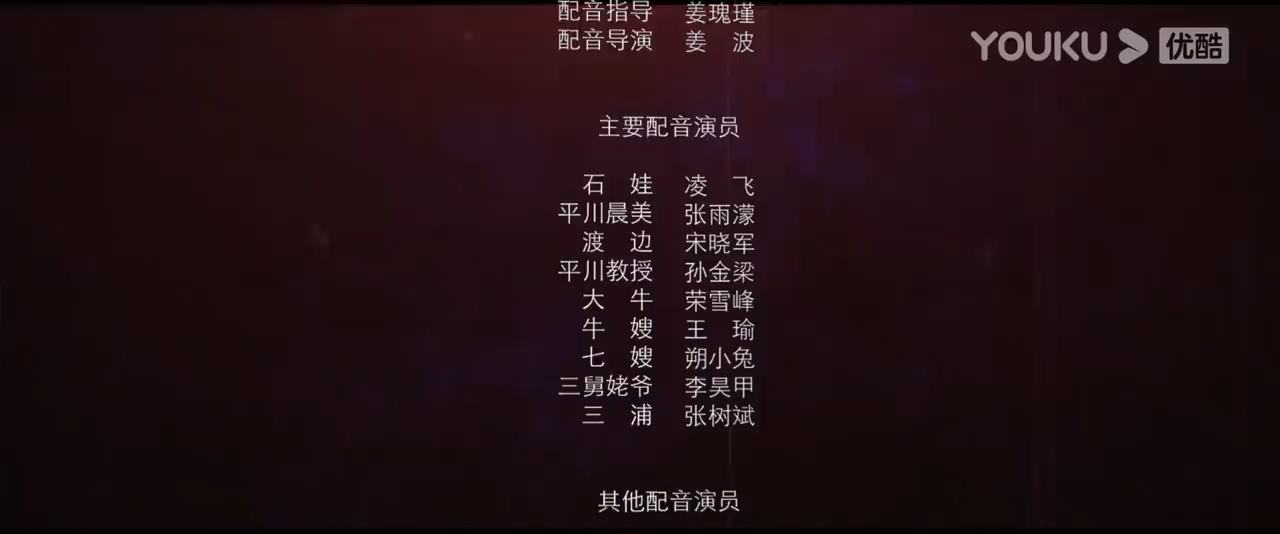 配音指导 姜瑰瑾
配音导演 姜 波
YOUKU 优酷
主要配音演员
石 娃 凌 飞
平川晨美 张雨濛
渡 边 宋晓军
平川教授 孙金梁
大 牛 荣雪峰
牛 嫂 王 瑜
七 嫂 朔小兔
三舅姥爷 李昊甲
三 浦 张树斌
其他配音演员